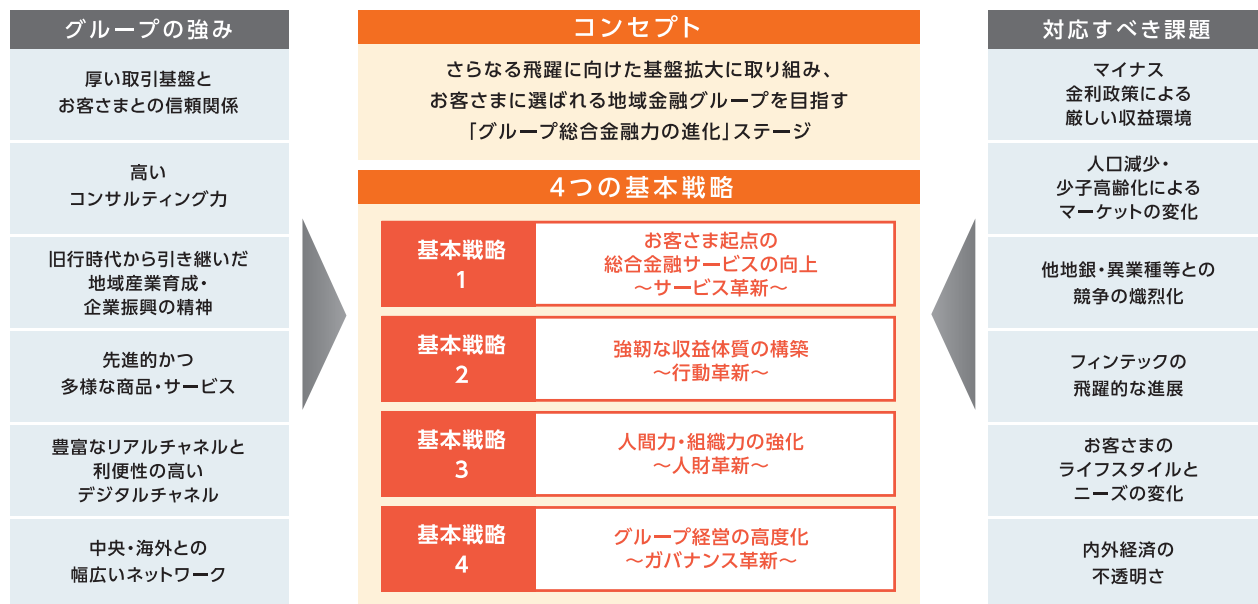 グループの強み
厚い取引基盤と
お客さまとの信頼関係
高い
コンサルティング力
旧行時代から引き継いだ
地域産業育成・
企業振興の精神
先進的かつ
多様な商品・サービス
豊富なリアルチャネルと
利便性の高い
デジタルチャネル
中央・海外との
幅広いネットワーク
コンセプト
さらなる飛躍に向けた基盤拡大に取り組み、
お客さまに選ばれる地域金融グループを目指す
「グループ総合金融力の進化」ステージ
4つの基本戦略
基本戦略
1
お客さま起点の
総合金融サービスの向上
～サービス革新～
基本戦略
2
強靭な収益体質の構築
～行動革新～
基本戦略
3
人間力・組織力の強化
～人財革新～
基本戦略
4
グループ経営の高度化
～ガバナンス革新～
対応すべき課題
マイナス
金利政策による
厳しい収益環境
人口減少・
少子高齢化による
マーケットの変化
他地銀・異業種等との
競争の熾烈化
フィンテックの
飛躍的な進展
お客さまの
ライフスタイルと
ニーズの変化
内外経済の
不透明さ